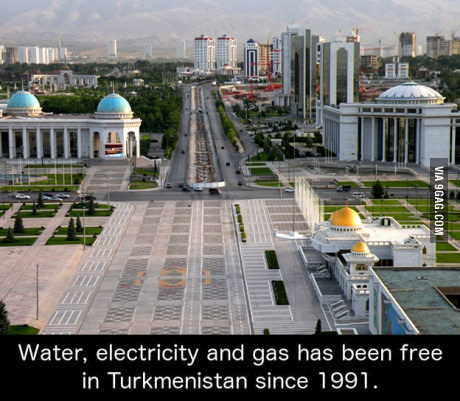 VIA 9GAG.COM
Water, electricity and gas has been free
in Turkmenistan since 1991.